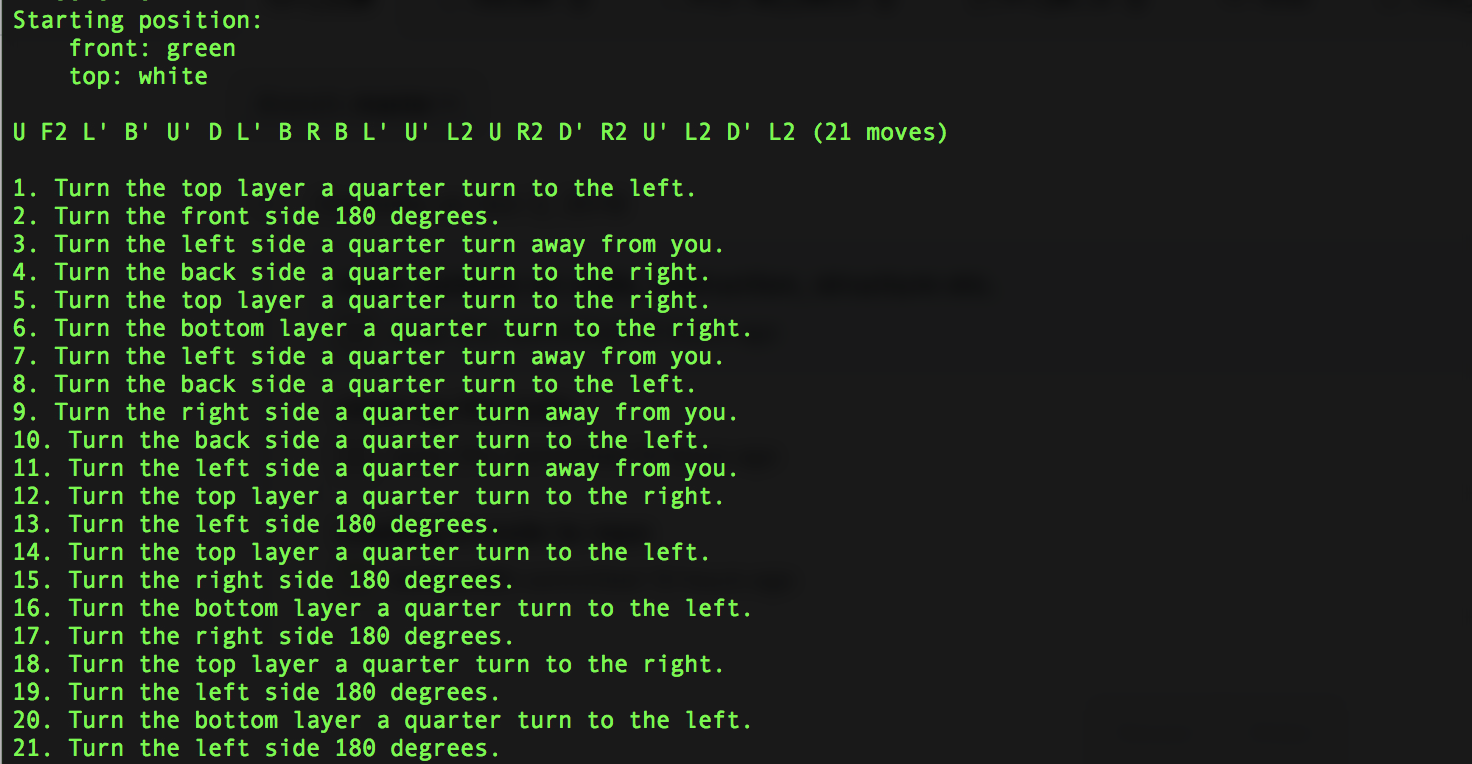 Starting position:
front: green
top: white
U F2 L' B' U' D L' B R B L' U' L2 U R2 D' R2 U' L2 D' L2 (21 moves)
1. Turn the top layer a quarter turn to the left.
2. Turn the front side 180 degrees.
3. Turn the left side a quarter turn away from you.
4. Turn the back side a quarter turn to the right.
5. Turn the top layer a quarter turn to the right.
6. Turn the bottom layer a quarter turn to the right.
7. Turn the left side a quarter turn away from you.
8. Turn the back side a quarter turn to the left.
9. Turn the right side a quarter turn away from you.
10. Turn the back side a quarter turn to the left.
11. Turn the left side a quarter turn away from you.
12. Turn the top layer a quarter turn to the right.
13. Turn the left side 180 degrees.
14. Turn the top layer a quarter turn to the left.
15. Turn the right side 180 degrees.
16. Turn the bottom layer a quarter turn to the left.
17. Turn the right side 180 degrees.
18. Turn the top layer a quarter turn to the right.
19. Turn the left side 180 degrees.
20. Turn the bottom layer a quarter turn to the left.
21. Turn the left side 180 degrees.